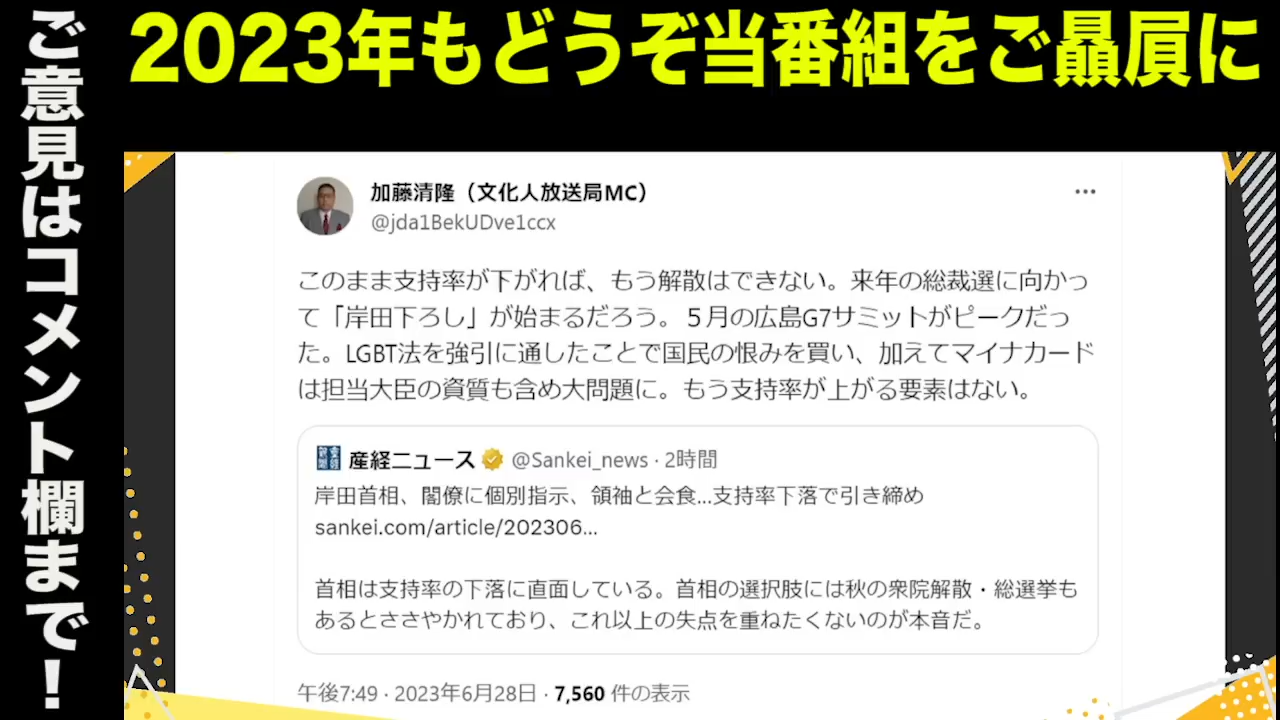 2023年もどうぞ当番組をご贔屓に
ご意見はコメント欄まで!
加藤清隆（文化人放送局MC）
@jda1BekUDve1ccx
このまま支持率が下がれば、もう解散はできない。来年の総裁選に向かっ
て「岸田下ろし」が始まるだろう。５月の広島G7サミットがピークだっ
た。LGBT法を強引に通したことで国民の恨みを買い、加えてマイナカード
は担当大臣の資質も含め大問題に。もう支持率が上がる要素はない。
産経ニュース @Sankei_news · 2時間
岸田首相、閣僚に個別指示、領袖と会食...支持率下落で引き締め
sankei.com/article/202306...
首相は支持率の下落に直面している。首相の選択肢には秋の衆院解散・総選挙も
あるとささやかれており、これ以上の失点を重ねたくないのが本音だ。
午後7:49 · 2023年6月28日 · 7,560 件の表示